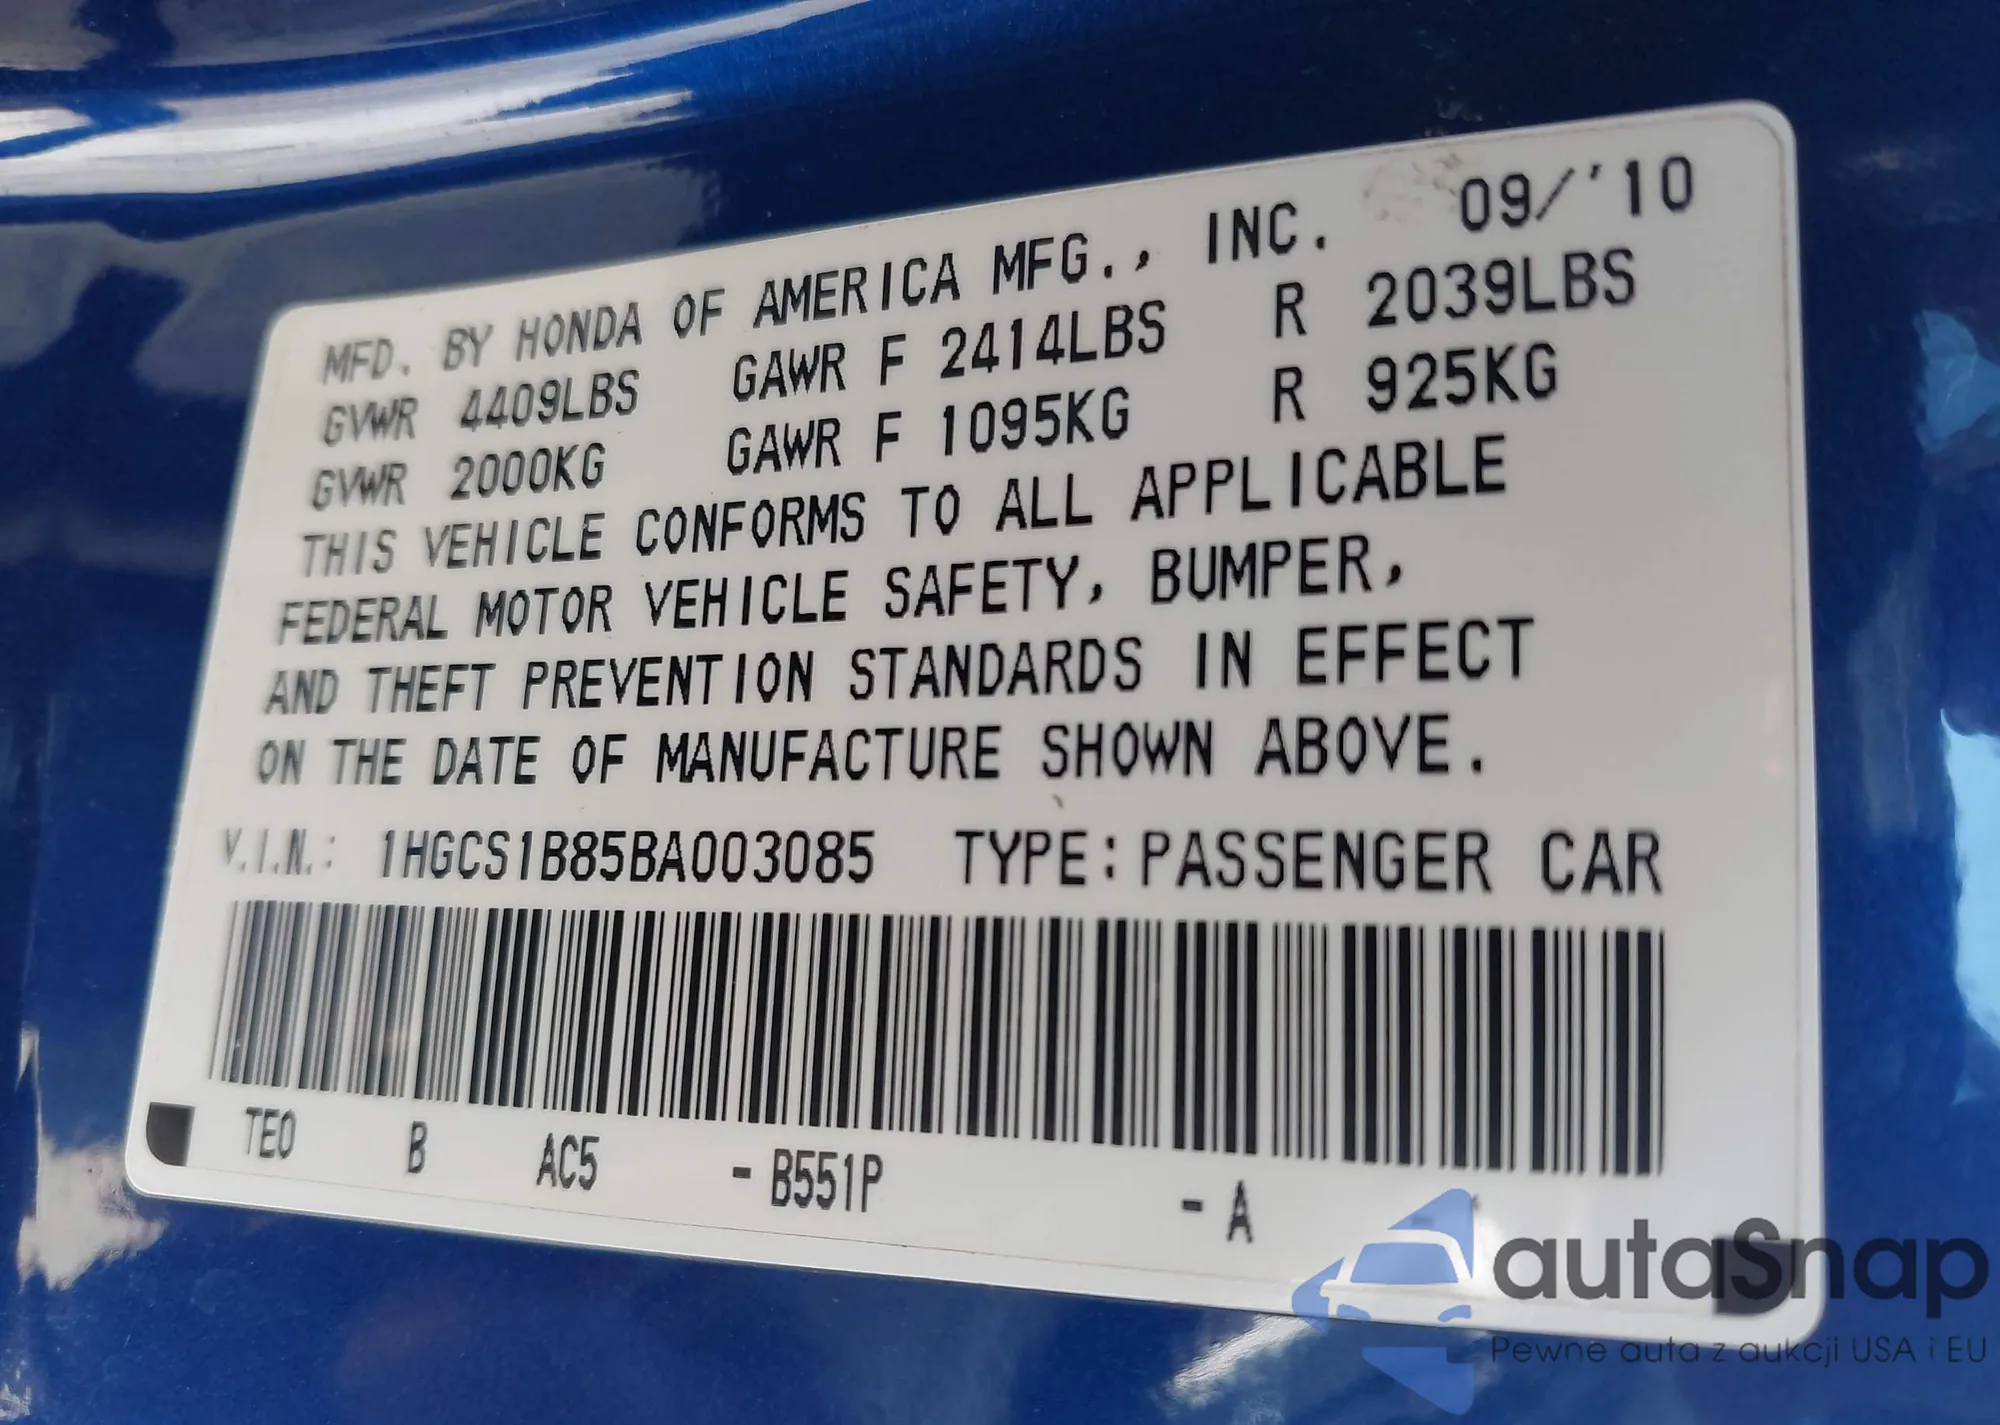 MFD. BY HONDA OF AMERICA MFG., INC. 09/'10
GVWR 4409LBS GAWR F 2414LBS R 2039LBS
GVWR 2000KG GAWR F 1095KG R 925KG
THIS VEHICLE CONFORMS TO ALL APPLICABLE
FEDERAL MOTOR VEHICLE SAFETY, BUMPER,
AND THEFT PREVENTION STANDARDS IN EFFECT
ON THE DATE OF MANUFACTURE SHOWN ABOVE.
V.I.N.: 1HGCS1B85BA003085 TYPE: PASSENGER CAR
TEO B AC5 - B551P - A
autaSnap
Pewne auta z aukcji USA i EU